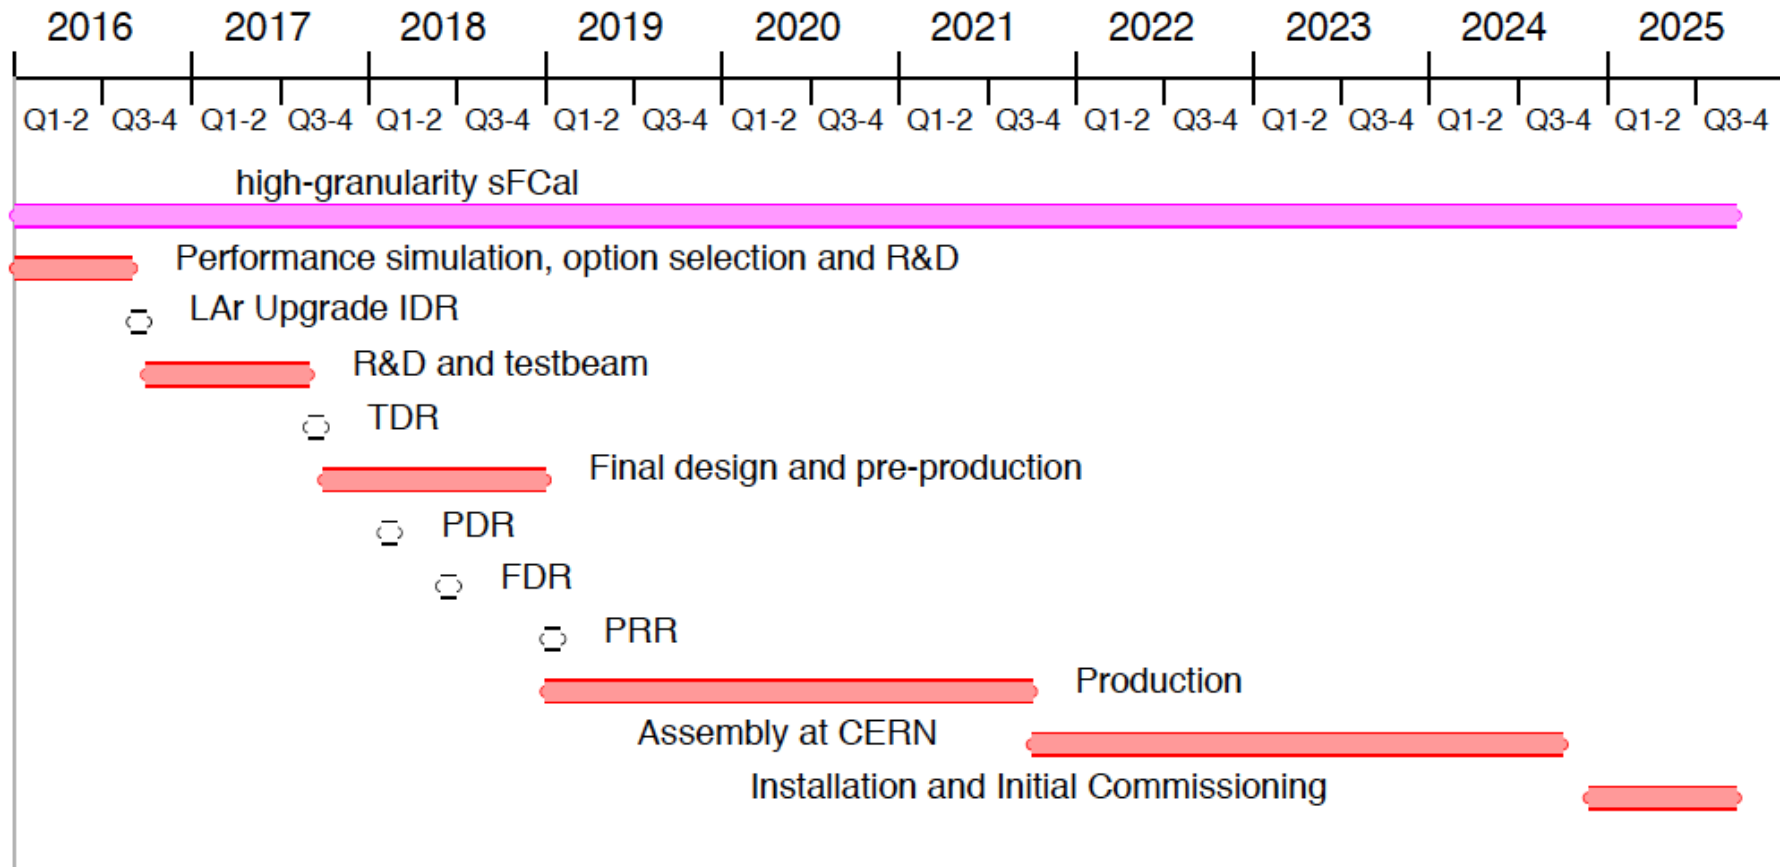 2016 2017 2018 2019 2020 2021 2022 2023 2024 2025
Q1-2 Q3-4 Q1-2 Q3-4 Q1-2 Q3-4 Q1-2 Q3-4 Q1-2 Q3-4 Q1-2 Q3-4 Q1-2 Q3-4 Q1-2 Q3-4 Q1-2 Q3-4 Q1-2 Q3-4
high-granularity sFCal
Performance simulation, option selection and R&D
LAr Upgrade IDR
R&D and testbeam
TDR
Final design and pre-production
PDR
FDR
PRR
Production
Assembly at CERN
Installation and Initial Commissioning